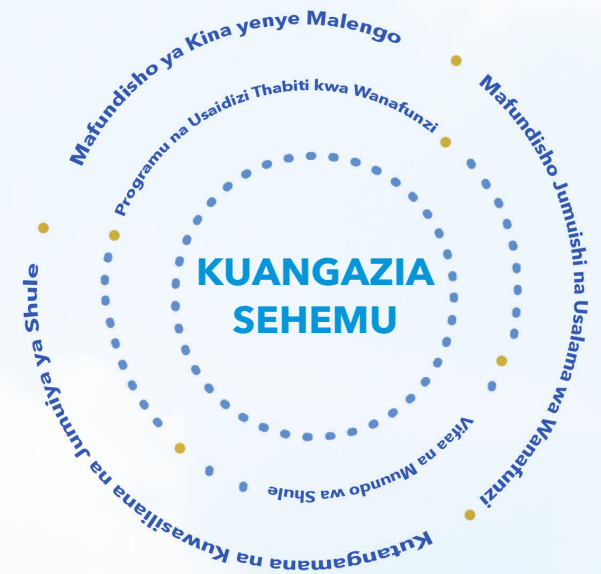 Mafundisho ya Kina yenye Malengo
Mafundisho Jumuishi na Usalama wa Wanafunzi
Kutangamana na Kuwasiliana na Jumuiya ya Shule
Programu na Usaidizi Thabiti kwa Wanafunzi
Vifaa na Muundo wa Shule
KUANGAZIA
SEHEMU